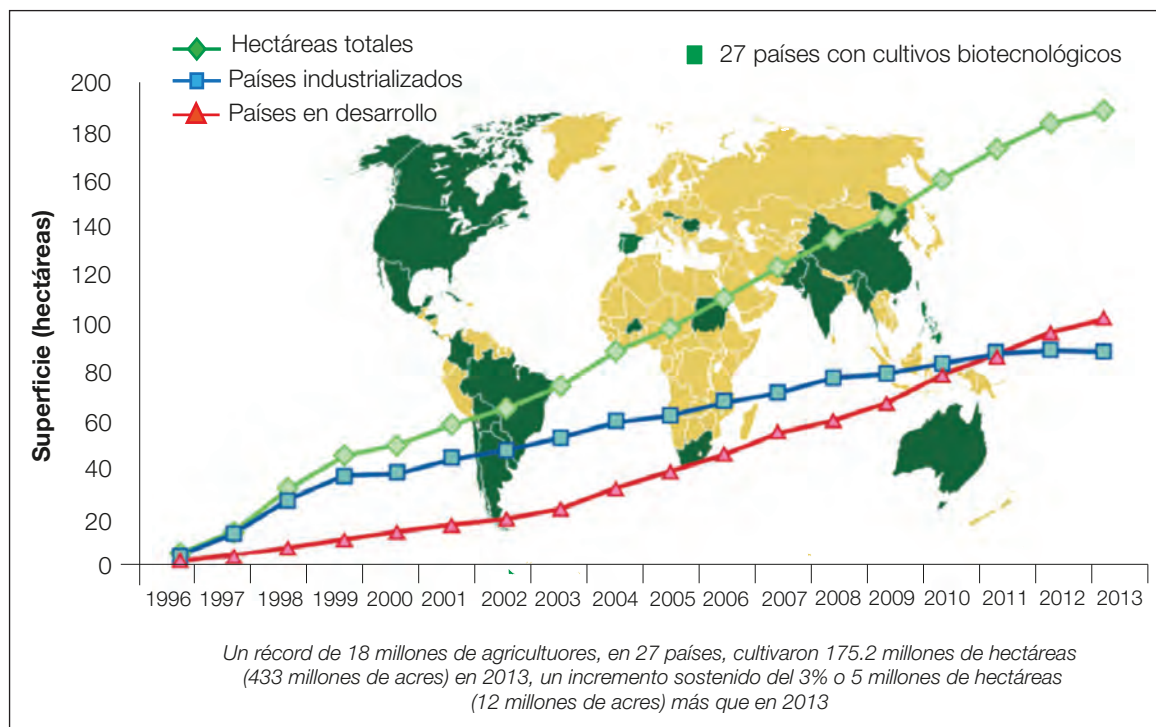 Hectáreas totales
Países industrializados
Países en desarrollo
27 países con cultivos biotecnológicos
Superficie (hectáreas)
200
180
160
140
120
100
80
60
40
20
0
1996 1997 1998 1999 2000 2001 2002 2003 2004 2005 2006 2007 2008 2009 2010 2011 2012 2013
Un récord de 18 millones de agricultuores, en 27 países, cultivaron 175.2 millones de hectáreas
(433 millones de acres) en 2013, un incremento sostenido del 3% o 5 millones de hectáreas
(12 millones de acres) más que en 2013